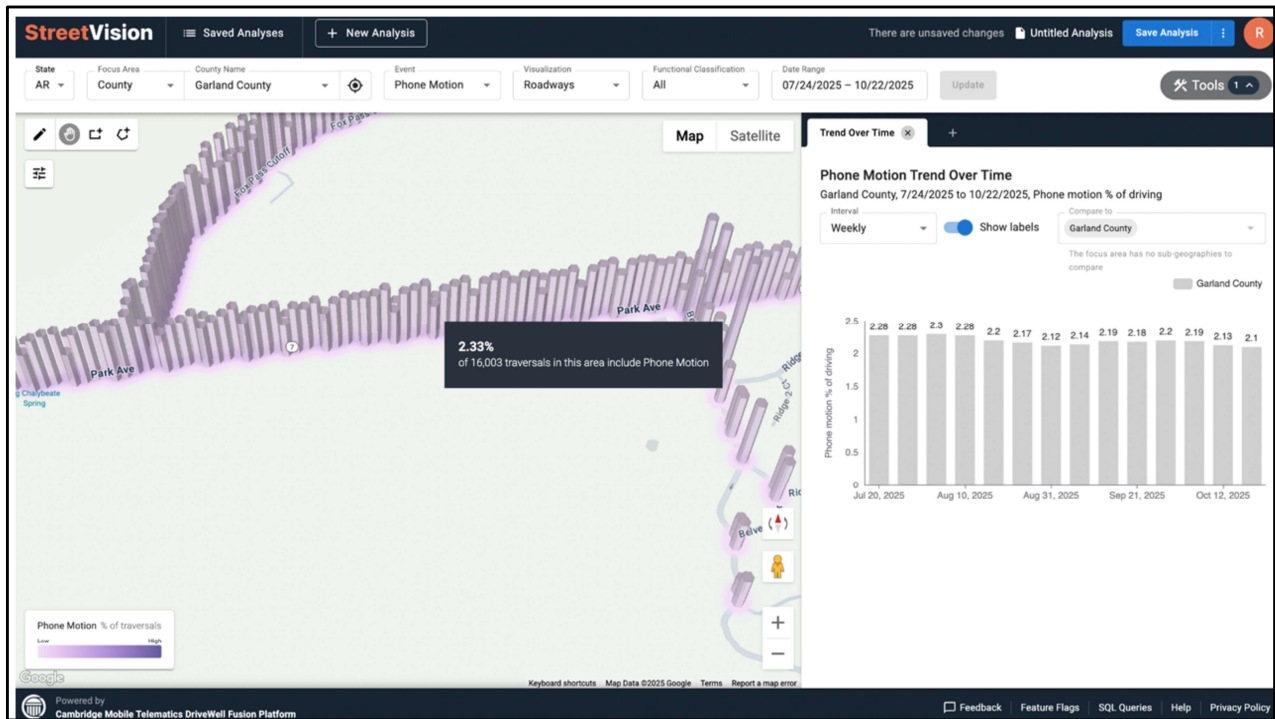 StreetVision
Saved Analyses
+ New Analysis
There are unsaved changes
Untitled Analysis
Save Analysis
R
State
AR
Focus Area
County
County Name
Garland County
Event
Phone Motion
Visualization
Roadways
Functional Classification
All
Date Range
07/24/2025 – 10/22/2025
Update
Tools 1
Map
Satellite
Fox Pass Cutoff
Fox Pass
Park Ave
Park Ave
7
2.33%
of 16,003 traversals in this area include Phone Motion
Ridge
Ridge 2 Ct
Ric
Belve
Be
g Chalybeate
Spring
Phone Motion % of traversals
Low
High
Google
Keyboard shortcuts
Map Data ©2025 Google
Terms
Report a map error
Trend Over Time
+
Phone Motion Trend Over Time
Garland County, 7/24/2025 to 10/22/2025, Phone motion % of driving
Interval
Weekly
Show labels
Compare to
Garland County
The focus area has no sub-geographies to
compare
Garland County
Phone motion % of driving
2.5
2
1.5
1
0.5
0
2.28 2.28 2.3 2.28 2.2 2.17 2.12 2.14 2.19 2.18 2.2 2.19 2.13 2.1
Jul 20, 2025
Aug 10, 2025
Aug 31, 2025
Sep 21, 2025
Oct 12, 2025
Powered by
Cambridge Mobile Telematics DriveWell Fusion Platform
Feedback
Feature Flags
SQL Queries
Help
Privacy Policy